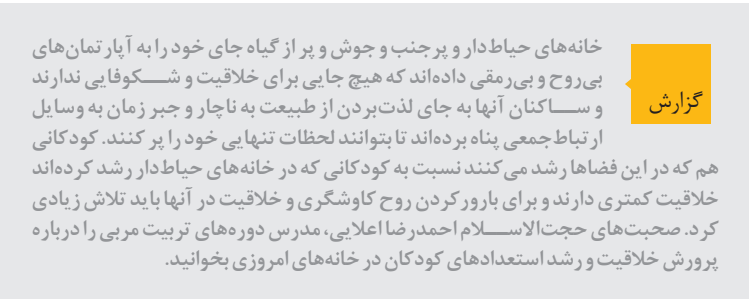 گزارش
خانه‌های حیاط‌دار و پرجنب و جوش و پر از گیاه جای خود را به آپارتمان‌های
بی‌روح و بی‌رمقی داده‌اند که هیچ جایی برای خلاقیت و شکوفایی ندارند
و ساکنان آنها به جای لذت‌بردن از طبیعت به ناچار و جبر زمان به وسایل
ارتباط جمعی پناه برده‌اند تا بتوانند لحظات تنهایی خود را پر کنند. کودکانی
هم که در این فضاها رشد می‌کنند نسبت به کودکانی که در خانه‌های حیاط‌دار رشد کرده‌اند
خلاقیت کمتری دارند و برای بارور کردن روح کاوشگری و خلاقیت در آنها باید تلاش زیادی
کرد. صحبت‌های حجت‌الاسلام احمدرضا اعلایی، مدرس دوره‌های تربیت مربی را درباره
پرورش خلاقیت و رشد استعدادهای کودکان در خانه‌های امروزی بخوانید.